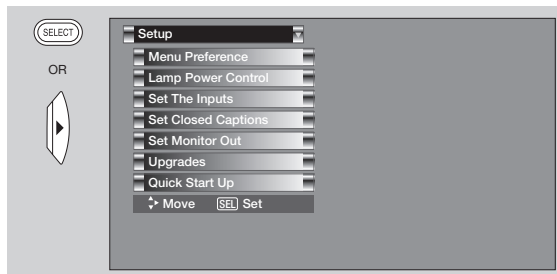 SELECT
OR
Setup
Menu Preference
Lamp Power Control
Set The Inputs
Set Closed Captions
Set Monitor Out
Upgrades
Quick Start Up
Move SEL Set